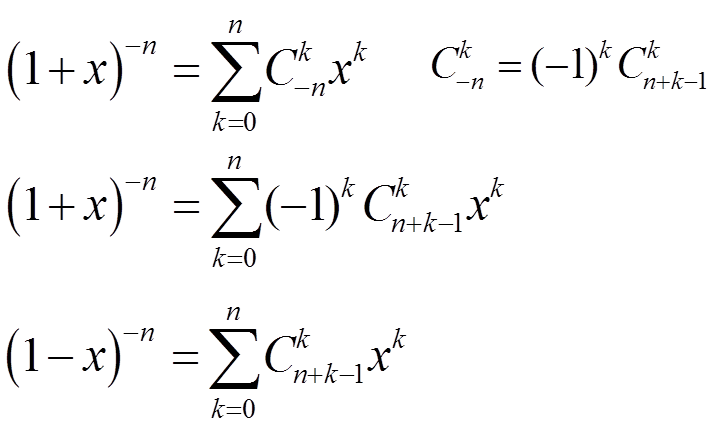 (1+x)^{-n} = \sum_{k=0}^{n} C_{-n}^{k} x^{k}    C_{-n}^{k} = (-1)^{k} C_{n+k-1}^{k}
(1+x)^{-n} = \sum_{k=0}^{n} (-1)^{k} C_{n+k-1}^{k} x^{k}
(1-x)^{-n} = \sum_{k=0}^{n} C_{n+k-1}^{k} x^{k}